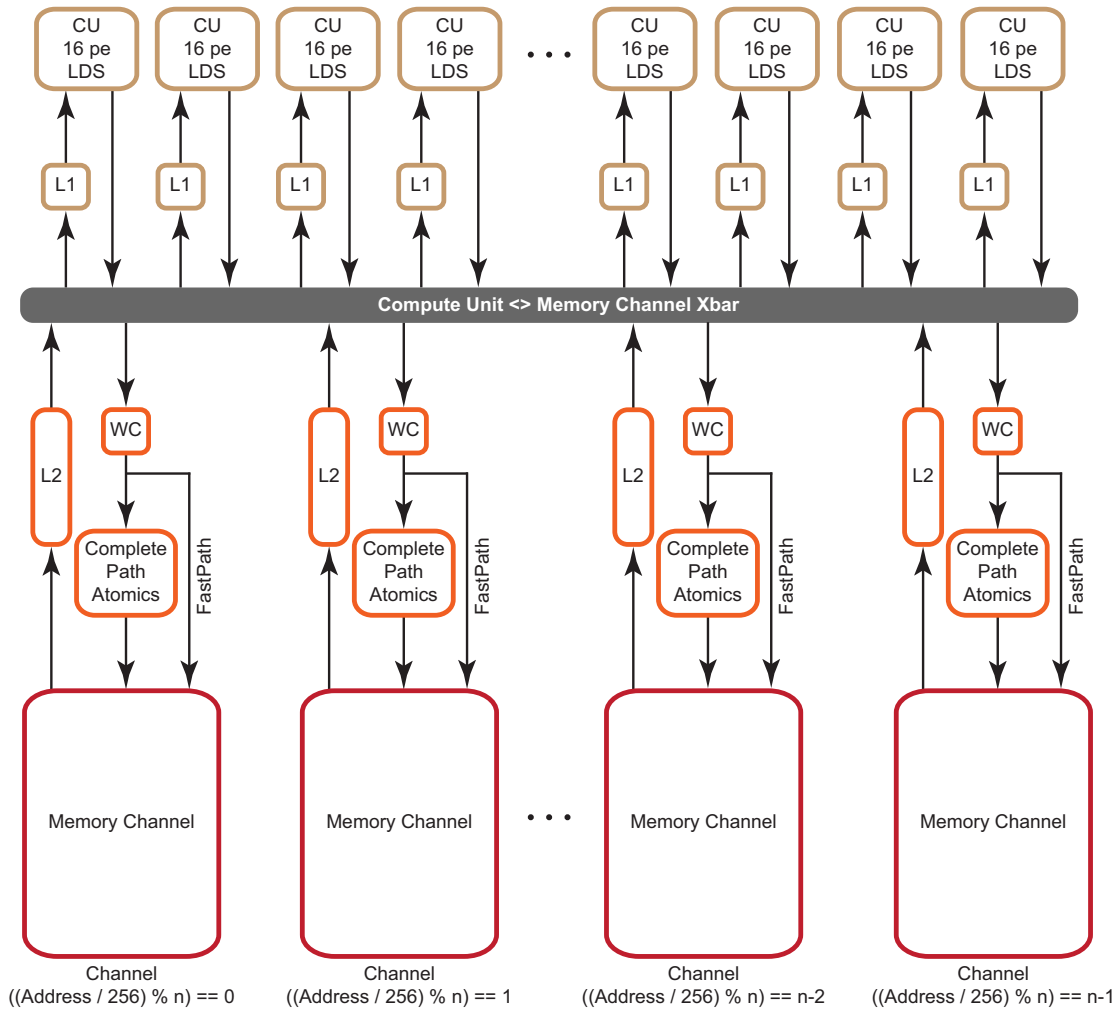 CU
16 pe
LDS
CU
16 pe
LDS
CU
16 pe
LDS
CU
16 pe
LDS
. . .
CU
16 pe
LDS
CU
16 pe
LDS
CU
16 pe
LDS
CU
16 pe
LDS
L1
L1
L1
L1
L1
L1
L1
L1
Compute Unit <> Memory Channel Xbar
L2
WC
Complete
Path
Atomics
FastPath
L2
WC
Complete
Path
Atomics
FastPath
L2
WC
Complete
Path
Atomics
FastPath
L2
WC
Complete
Path
Atomics
FastPath
Memory Channel
Memory Channel
. . .
Memory Channel
Memory Channel
Channel
((Address / 256) % n) == 0
Channel
((Address / 256) % n) == 1
Channel
((Address / 256) % n) == n-2
Channel
((Address / 256) % n) == n-1